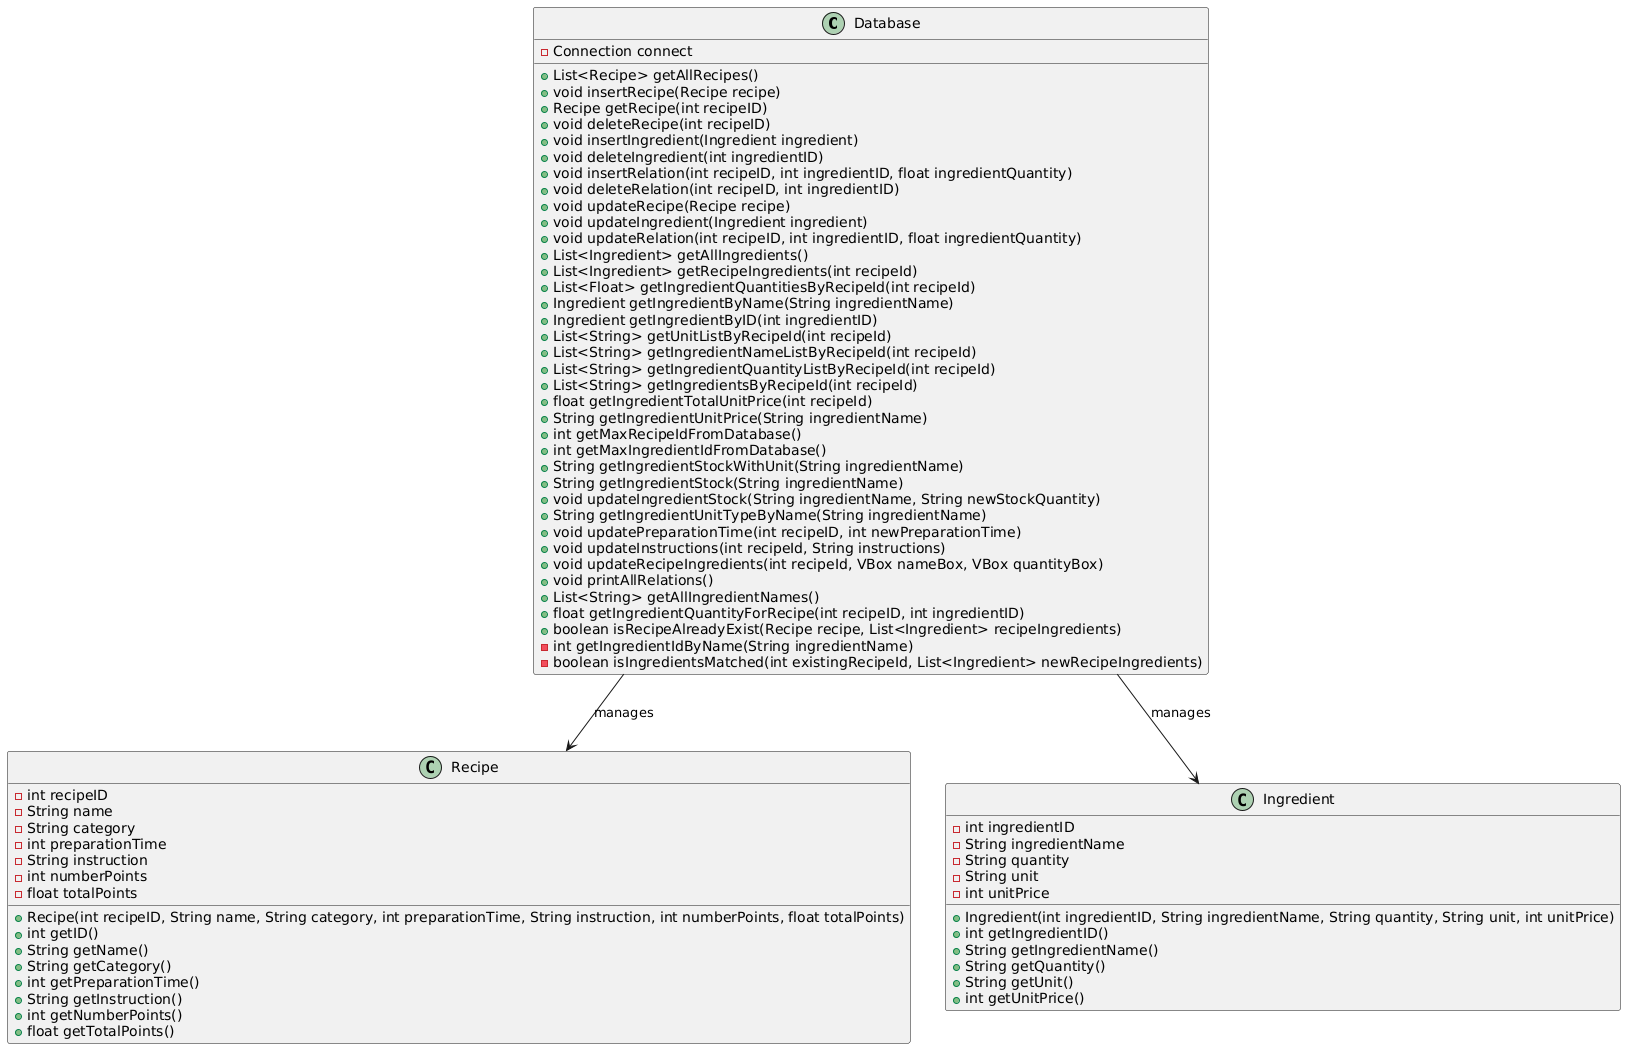 C Database
Connection connect
List<Recipe> getAllRecipes()
void insertRecipe(Recipe recipe)
Recipe getRecipe(int recipeID)
void deleteRecipe(int recipeID)
void insertIngredient(Ingredient ingredient)
void deleteIngredient(int ingredientID)
void insertRelation(int recipeID, int ingredientID, float ingredientQuantity)
void deleteRelation(int recipeID, int ingredientID)
void updateRecipe(Recipe recipe)
void updateIngredient(Ingredient ingredient)
void updateRelation(int recipeID, int ingredientID, float ingredientQuantity)
List<Ingredient> getAllIngredients()
List<Ingredient> getRecipeIngredients(int recipeId)
List<Float> getIngredientQuantitiesByRecipeId(int recipeId)
Ingredient getIngredientByName(String ingredientName)
Ingredient getIngredientByID(int ingredientID)
List<String> getUnitListByRecipeId(int recipeId)
List<String> getIngredientNameListByRecipeId(int recipeId)
List<String> getIngredientQuantityListByRecipeId(int recipeId)
List<String> getIngredientsByRecipeId(int recipeId)
float getIngredientTotalUnitPrice(int recipeId)
String getIngredientUnitPrice(String ingredientName)
int getMaxRecipeIdFromDatabase()
int getMaxIngredientIdFromDatabase()
String getIngredientStockWithUnit(String ingredientName)
String getIngredientStock(String ingredientName)
void updateIngredientStock(String ingredientName, String newStockQuantity)
String getIngredientUnitTypeByName(String ingredientName)
void updatePreparationTime(int recipeID, int newPreparationTime)
void updateInstructions(int recipeId, String instructions)
void updateRecipeIngredients(int recipeId, VBox nameBox, VBox quantityBox)
void printAllRelations()
List<String> getAllIngredientNames()
float getIngredientQuantityForRecipe(int recipeID, int ingredientID)
boolean isRecipeAlreadyExist(Recipe recipe, List<Ingredient> recipeIngredients)
int getIngredientIdByName(String ingredientName)
boolean isIngredientsMatched(int existingRecipeId, List<Ingredient> newRecipeIngredients)
manages
manages
C Recipe
int recipeID
String name
String category
int preparationTime
String instruction
int numberPoints
float totalPoints
Recipe(int recipeID, String name, String category, int preparationTime, String instruction, int numberPoints, float totalPoints)
int getID()
String getName()
String getCategory()
int getPreparationTime()
String getInstruction()
int getNumberPoints()
float getTotalPoints()
C Ingredient
int ingredientID
String ingredientName
String quantity
String unit
int unitPrice
Ingredient(int ingredientID, String ingredientName, String quantity, String unit, int unitPrice)
int getIngredientID()
String getIngredientName()
String getQuantity()
String getUnit()
int getUnitPrice()